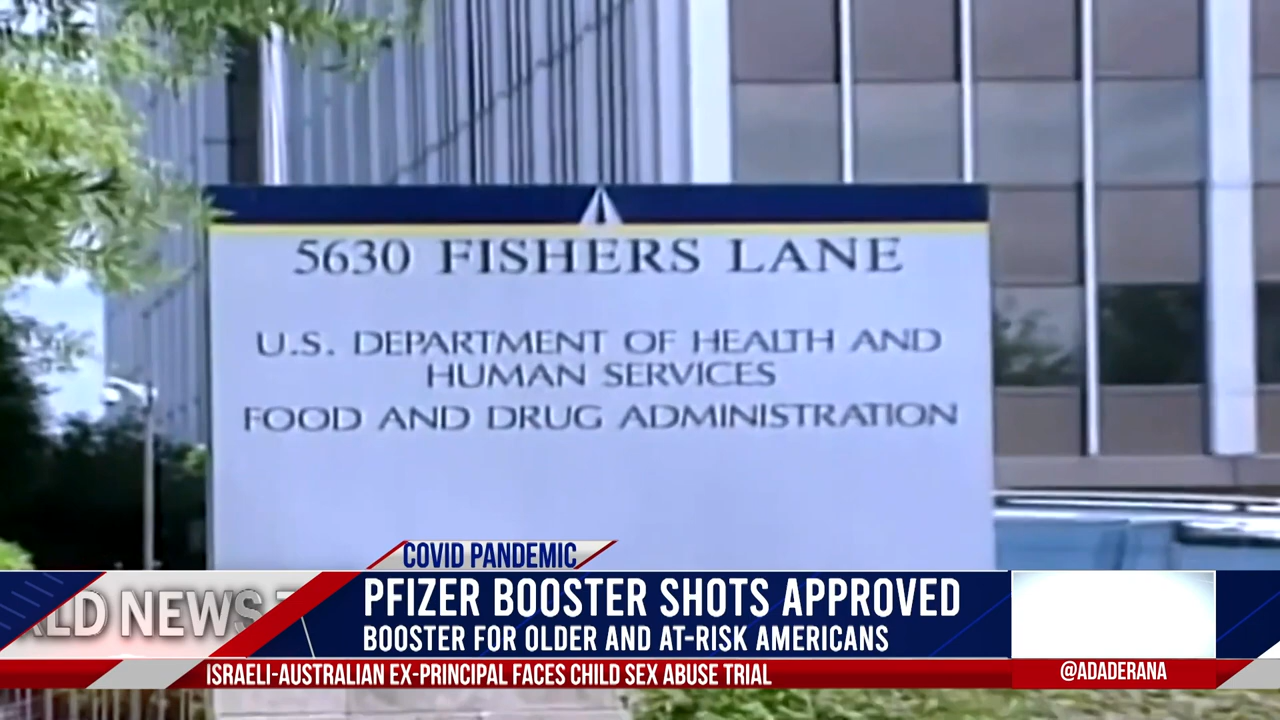 5630 FISHERS LANE
U.S. DEPARTMENT OF HEALTH AND
HUMAN SERVICES
FOOD AND DRUG ADMINISTRATION
COVID PANDEMIC
NEWS
PFIZER BOOSTER SHOTS APPROVED
BOOSTER FOR OLDER AND AT-RISK AMERICANS
ISRAELI-AUSTRALIAN EX-PRINCIPAL FACES CHILD SEX ABUSE TRIAL
@ADADERANA